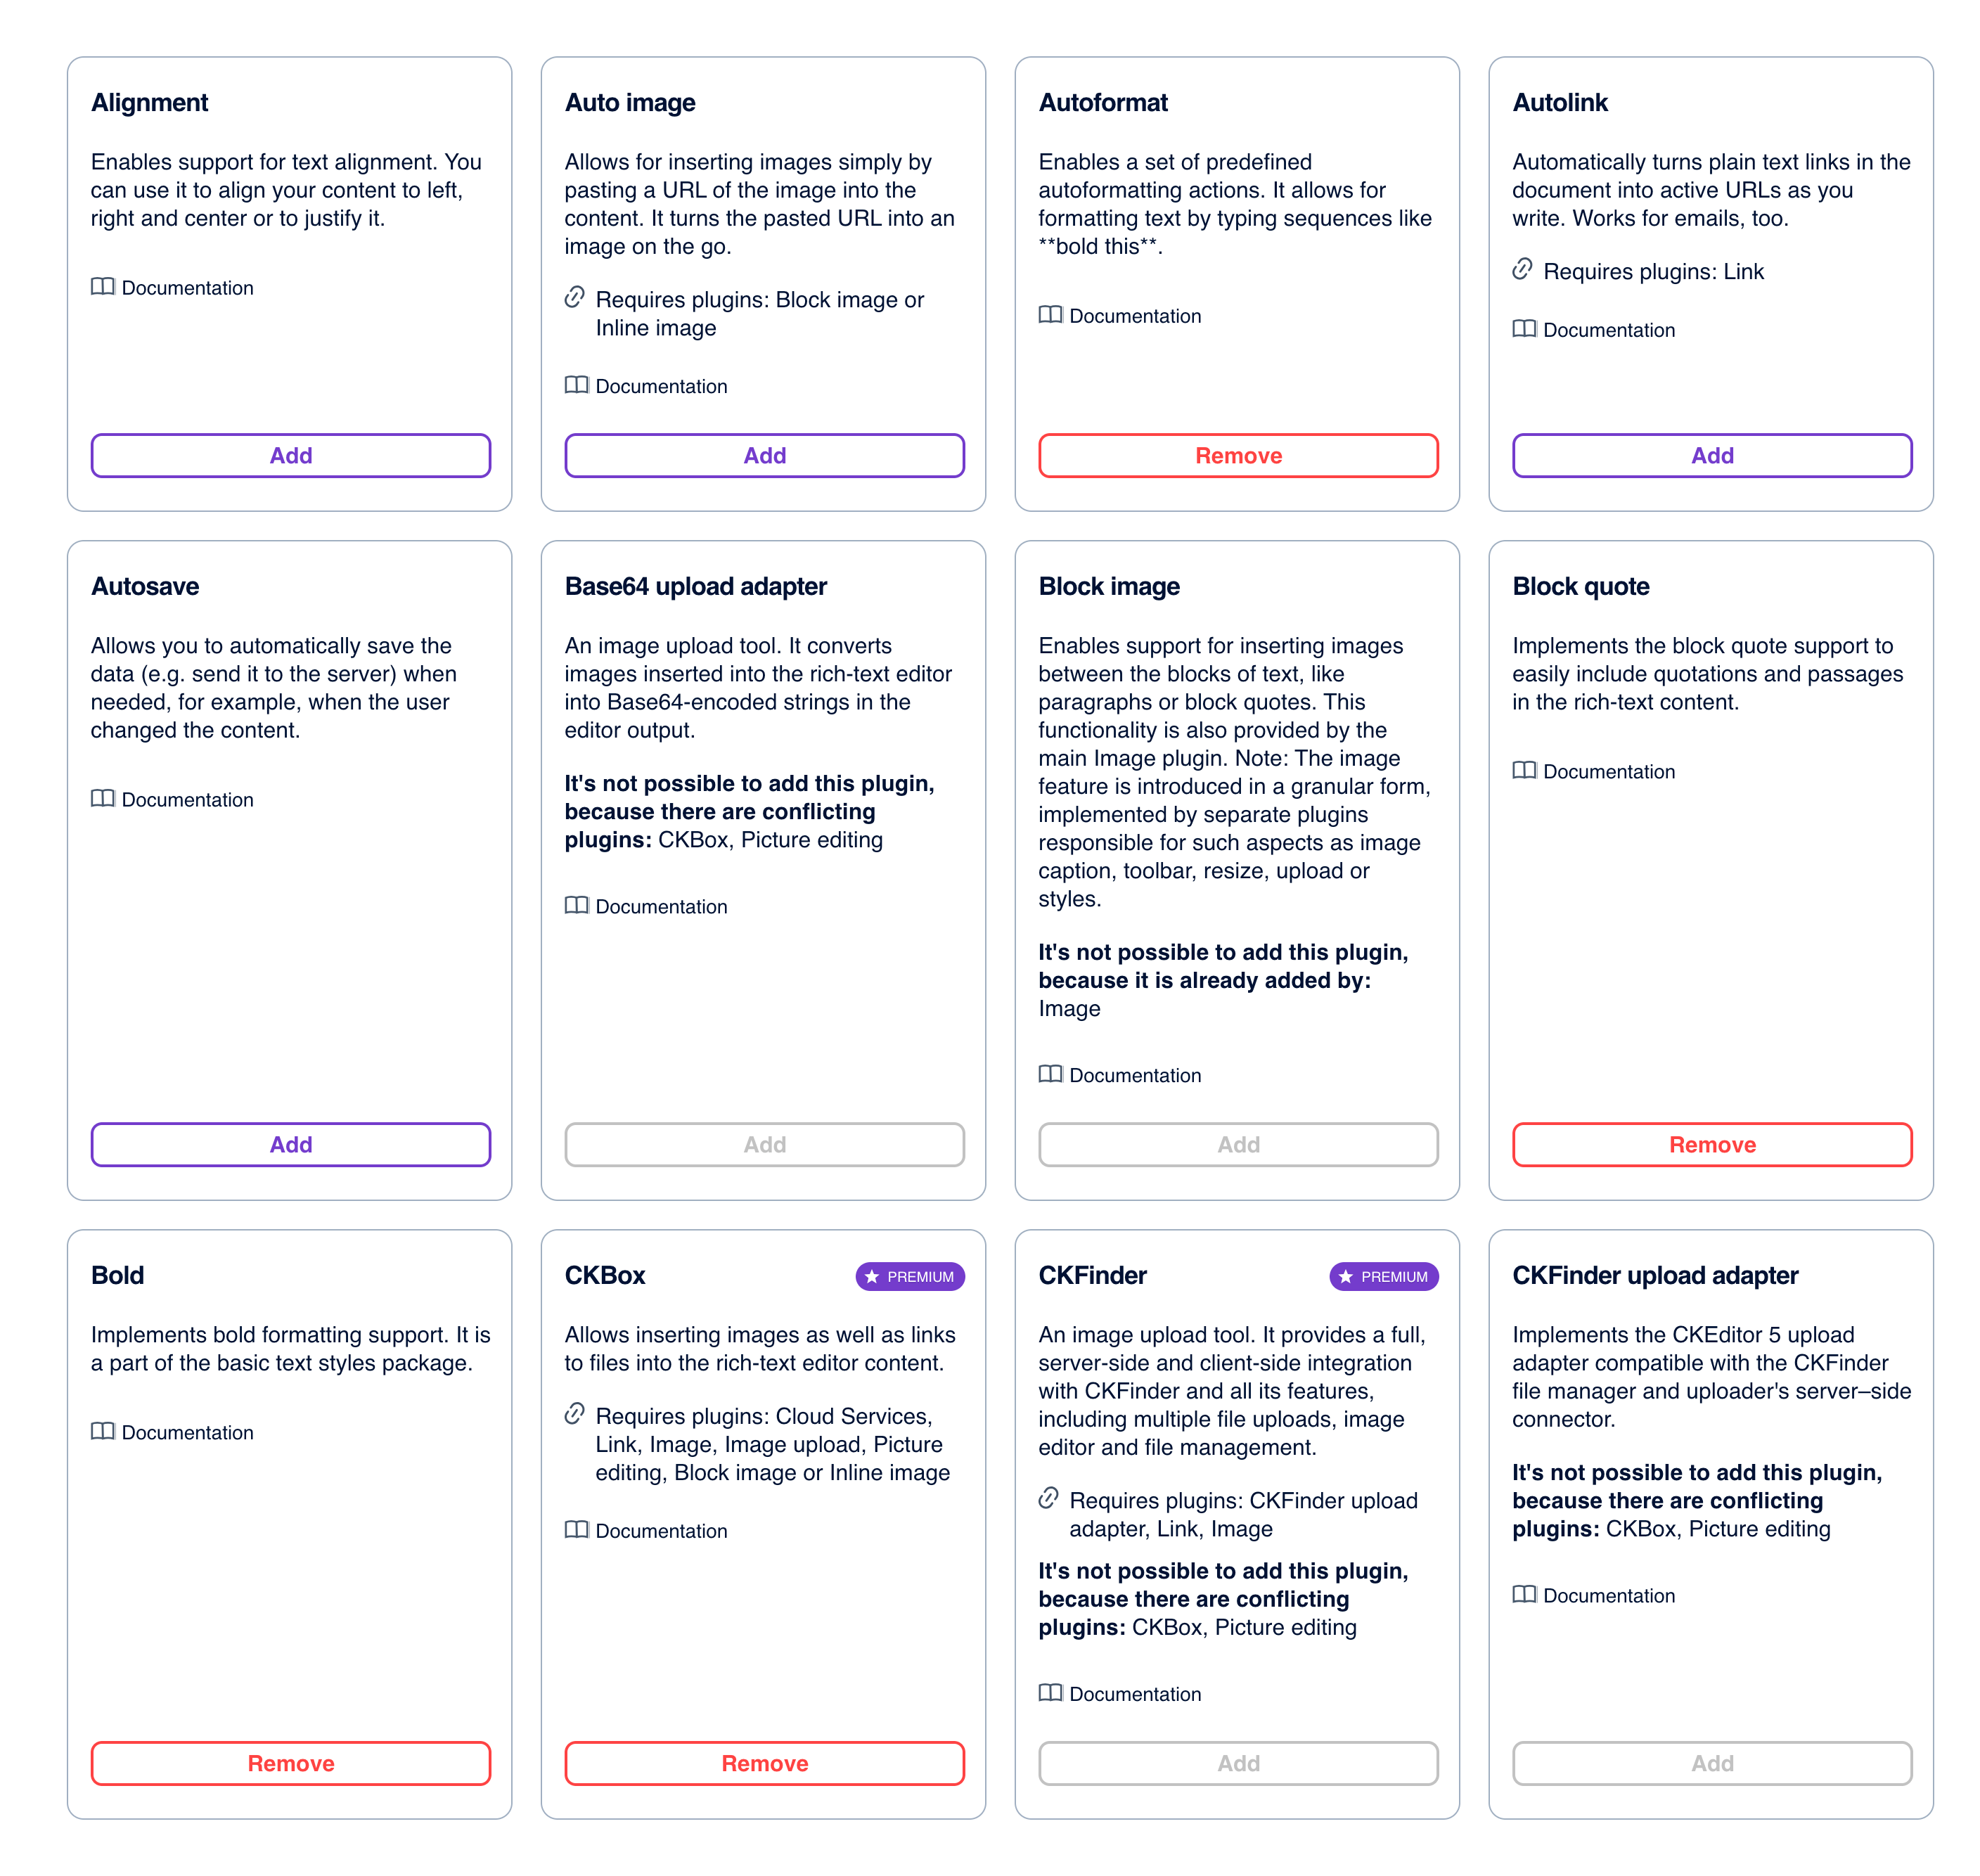 Alignment
Enables support for text alignment. You
can use it to align your content to left,
right and center or to justify it.
Documentation
Add
Auto image
Allows for inserting images simply by
pasting a URL of the image into the
content. It turns the pasted URL into an
image on the go.
Requires plugins: Block image or
Inline image
Documentation
Add
Autoformat
Enables a set of predefined
autoformatting actions. It allows for
formatting text by typing sequences like
**bold this**.
Documentation
Remove
Autolink
Automatically turns plain text links in the
document into active URLs as you
write. Works for emails, too.
Requires plugins: Link
Documentation
Add
Autosave
Allows you to automatically save the
data (e.g. send it to the server) when
needed, for example, when the user
changed the content.
Documentation
Add
Base64 upload adapter
An image upload tool. It converts
images inserted into the rich-text editor
into Base64-encoded strings in the
editor output.
It's not possible to add this plugin,
because there are conflicting
plugins: CKBox, Picture editing
Documentation
Add
Block image
Enables support for inserting images
between the blocks of text, like
paragraphs or block quotes. This
functionality is also provided by the
main Image plugin. Note: The image
feature is introduced in a granular form,
implemented by separate plugins
responsible for such aspects as image
caption, toolbar, resize, upload or
styles.
It's not possible to add this plugin,
because it is already added by:
Image
Documentation
Add
Block quote
Implements the block quote support to
easily include quotations and passages
in the rich-text content.
Documentation
Remove
Bold
Implements bold formatting support. It is
a part of the basic text styles package.
Documentation
Remove
CKBox
PREMIUM
Allows inserting images as well as links
to files into the rich-text editor content.
Requires plugins: Cloud Services,
Link, Image, Image upload, Picture
editing, Block image or Inline image
Documentation
Remove
CKFinder
PREMIUM
An image upload tool. It provides a full,
server-side and client-side integration
with CKFinder and all its features,
including multiple file uploads, image
editor and file management.
Requires plugins: CKFinder upload
adapter, Link, Image
It's not possible to add this plugin,
because there are conflicting
plugins: CKBox, Picture editing
Documentation
Add
CKFinder upload adapter
Implements the CKEditor 5 upload
adapter compatible with the CKFinder
file manager and uploader's server–side
connector.
It's not possible to add this plugin,
because there are conflicting
plugins: CKBox, Picture editing
Documentation
Add